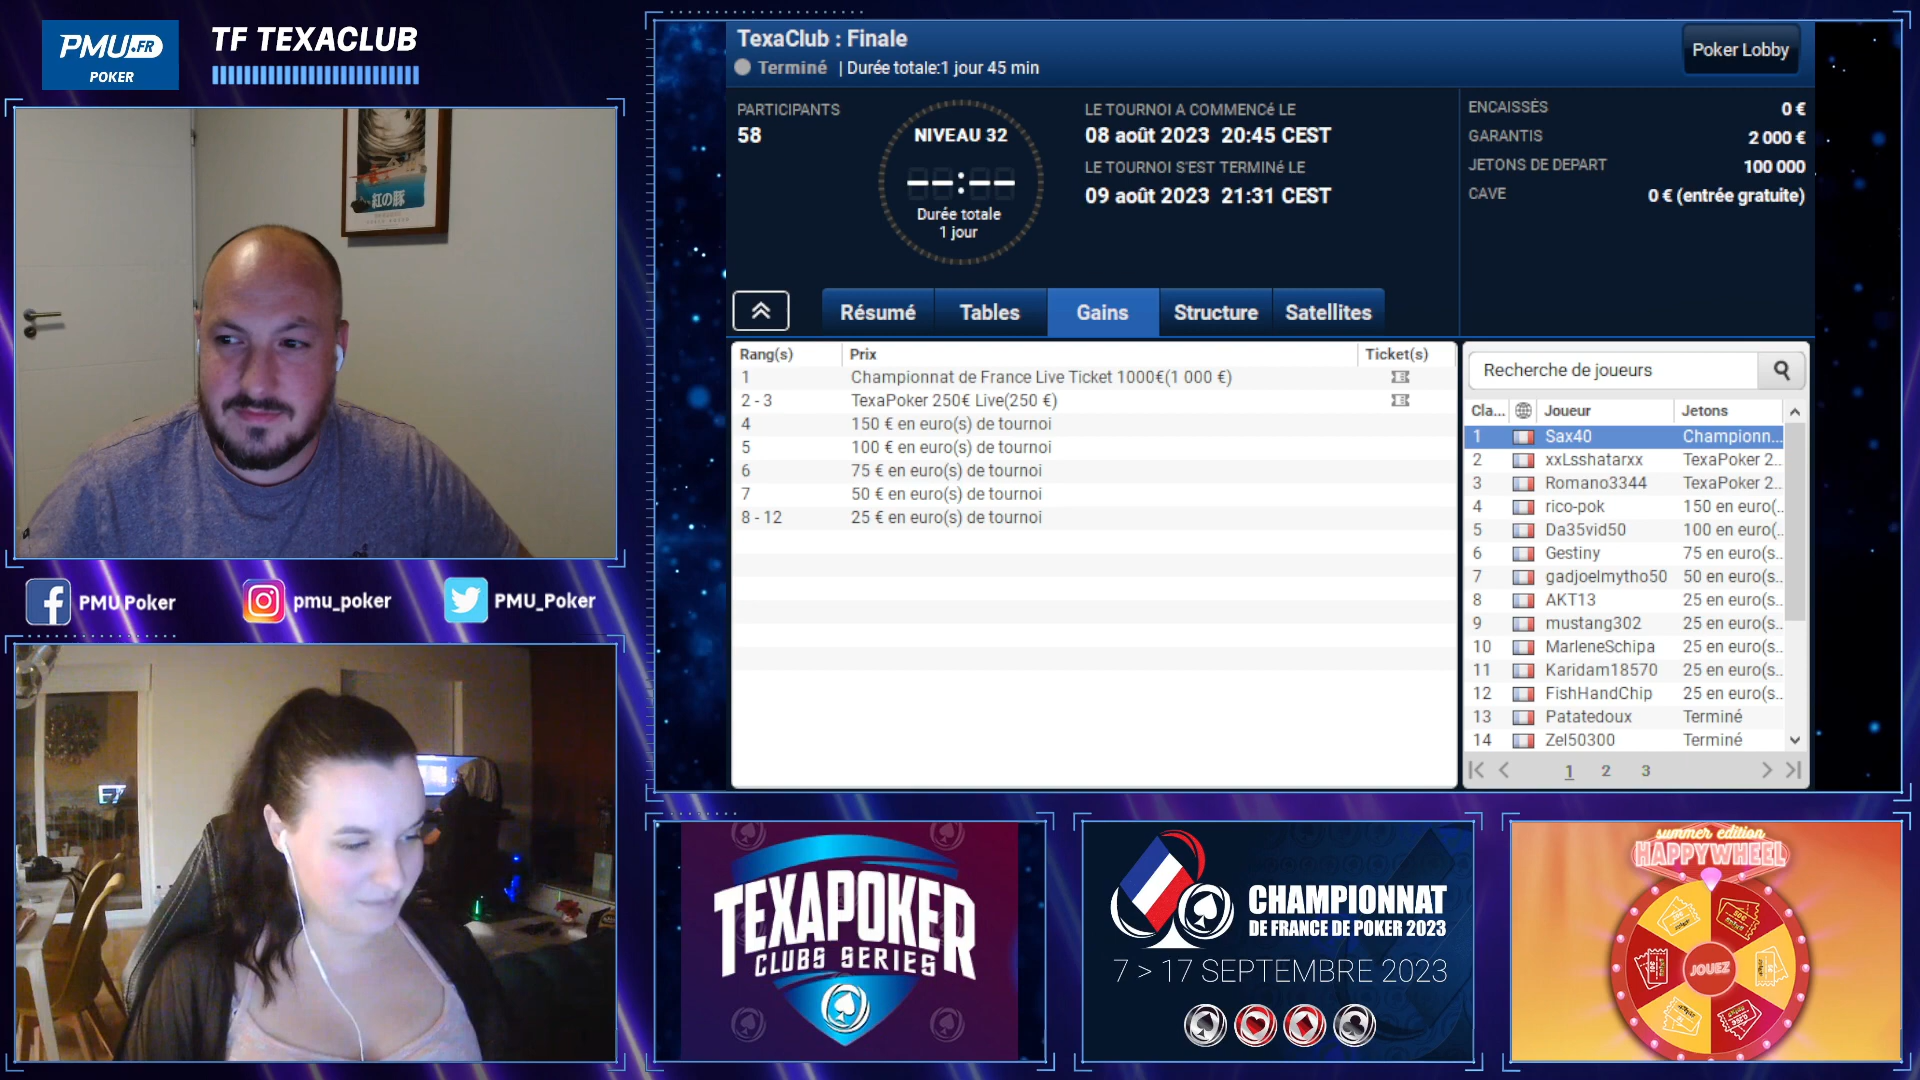 PMU.FR
POKER
TF TEXACLUB
紅の豚
PMU Poker
pmu_poker
PMU_Poker
TexaClub : Finale
Terminé | Durée totale:1 jour 45 min
Poker Lobby
PARTICIPANTS
58
NIVEAU 32
--:--
Durée totale
1 jour
LE TOURNOI A COMMENCé LE
08 août 2023 20:45 CEST
LE TOURNOI S'EST TERMINé LE
09 août 2023 21:31 CEST
ENCAISSÉS 0 €
GARANTIS 2 000 €
JETONS DE DEPART 100 000
CAVE 0 € (entrée gratuite)
Résumé Tables Gains Structure Satellites
Rang(s) Prix Ticket(s)
1 Championnat de France Live Ticket 1000€(1 000 €)
2 - 3 TexaPoker 250€ Live(250 €)
4 150 € en euro(s) de tournoi
5 100 € en euro(s) de tournoi
6 75 € en euro(s) de tournoi
7 50 € en euro(s) de tournoi
8 - 12 25 € en euro(s) de tournoi
Recherche de joueurs
Cla... Joueur Jetons
1 Sax40 Championn...
2 xxLsshatarxx TexaPoker 2...
3 Romano3344 TexaPoker 2...
4 rico-pok 150 en euro(...
5 Da35vid50 100 en euro(...
6 Gestiny 75 en euro(s...
7 gadjoelmytho50 50 en euro(s...
8 AKT13 25 en euro(s...
9 mustang302 25 en euro(s...
10 MarleneSchipa 25 en euro(s...
11 Karidam18570 25 en euro(s...
12 FishHandChip 25 en euro(s...
13 Patatedoux Terminé
14 Zel50300 Terminé
1 2 3
TEXAPOKER
CLUBS SERIES
CHAMPIONNAT
DE FRANCE DE POKER 2023
7 > 17 SEPTEMBRE 2023
summer edition
HAPPYWHEEL
JOUEZ